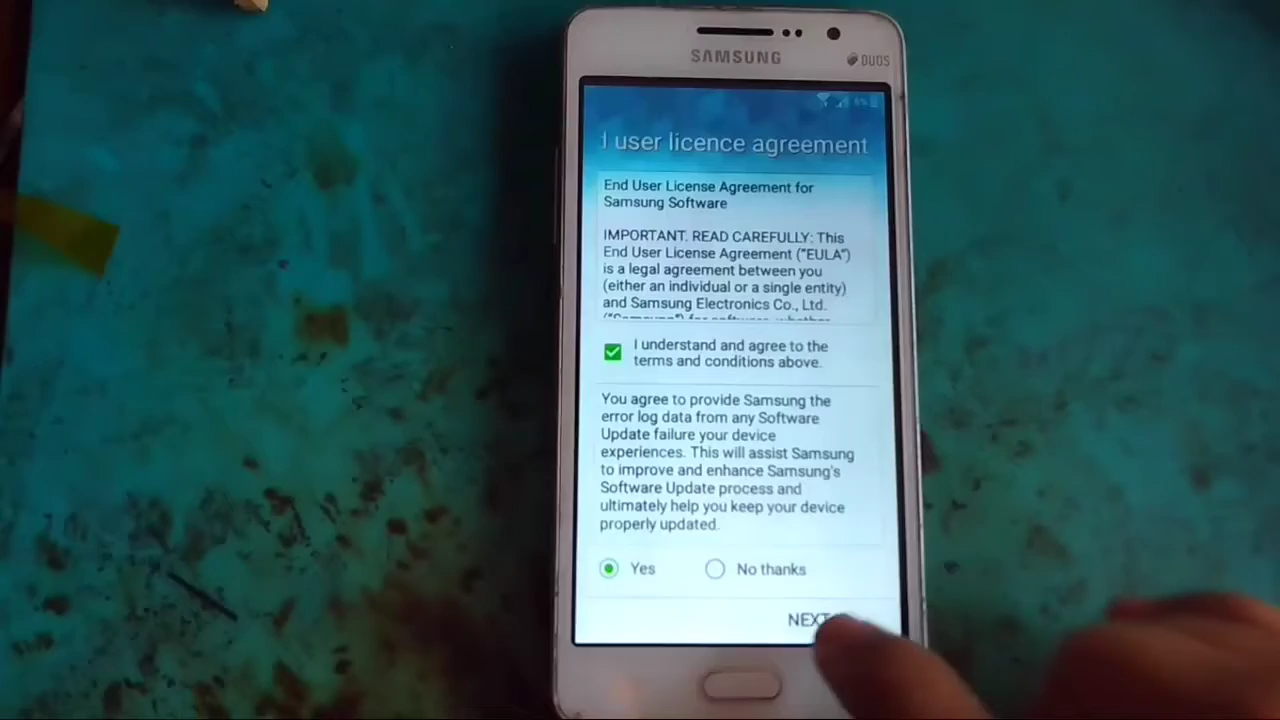 SAMSUNG
DUOS
6%
user licence agreement
End User License Agreement for
Samsung Software
IMPORTANT. READ CAREFULLY: This
End User License Agreement ("EULA")
is a legal agreement between you
(either an individual or a single entity)
and Samsung Electronics Co., Ltd.
I understand and agree to the
terms and conditions above.
You agree to provide Samsung the
error log data from any Software
Update failure your device
experiences. This will assist Samsung
to improve and enhance Samsung's
Software Update process and
ultimately help you keep your device
properly updated.
Yes No thanks
NEXT